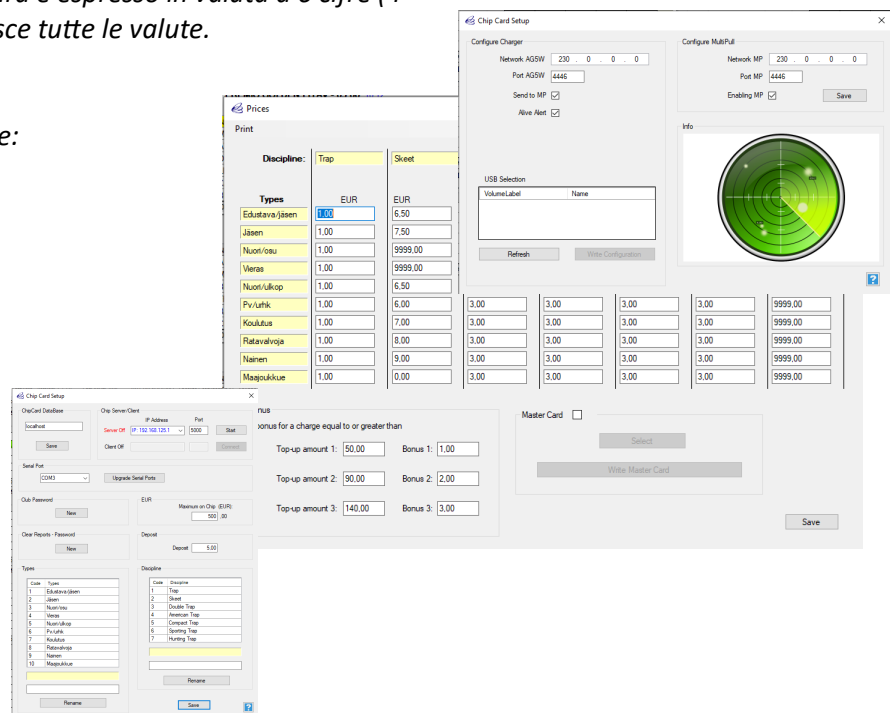 è espresso in valuta a 8 cifre (
sce tutte le valute.
e:
Chip Card Setup
Configure Charger
Network AG5W 230 . 0 . 0 . 0
Port AG5W 4446
Send to MP
Alive Alert
USB Selection
VolumeLabel Name
Refresh Write Configuration
Configure MultiPull
Network MP 230 . 0 . 0 . 0
Port MP 4446
Enabling MP Save
Info
Prices
Print
Discipline: Trap Skeet
Types EUR EUR
Edustava/jäsen 1,00 6,50
Jäsen 1,00 7,50
Nuori/osu 1,00 9999,00
Vieras 1,00 9999,00
Nuori/ulkop 1,00 6,50
Pv./urhk 1,00 6,00 3,00 3,00 3,00 3,00 9999,00
Koulutus 1,00 7,00 3,00 3,00 3,00 3,00 9999,00
Ratavalvoja 1,00 8,00 3,00 3,00 3,00 3,00 9999,00
Nainen 1,00 9,00 3,00 3,00 3,00 3,00 9999,00
Maajoukkue 1,00 0,00 3,00 3,00 3,00 3,00 9999,00
nus
bonus for a charge equal to or greater than
Top-up amount 1: 50,00 Bonus 1: 1,00
Top-up amount 2: 90,00 Bonus 2: 2,00
Top-up amount 3: 140,00 Bonus 3: 3,00
Master Card
Select
Write Master Card
Save
Chip Card Setup
ChipCard DataBase
localhost
Save
Chip Server/Client
IP Address Port
Server Off IP: 192.168.125.1 5000 Start
Client Off Connect
Serial Port
COM3 Upgrade Serial Ports
Club Password
New
EUR
Maximum on Chip (EUR):
500 ,00
Clear Reports - Password
New
Deposit
Deposit 5,00
Types
Code Types
1 Edustava/jäsen
2 Jäsen
3 Nuori/osu
4 Vieras
5 Nuori/ulkop
6 Pv./urhk
7 Koulutus
8 Ratavalvoja
9 Nainen
10 Maajoukkue
Rename
Discipline
Code Discipline
1 Trap
2 Skeet
3 Double Trap
4 American Trap
5 Compact Trap
6 Sporting Trap
7 Hunting Trap
Rename
Save